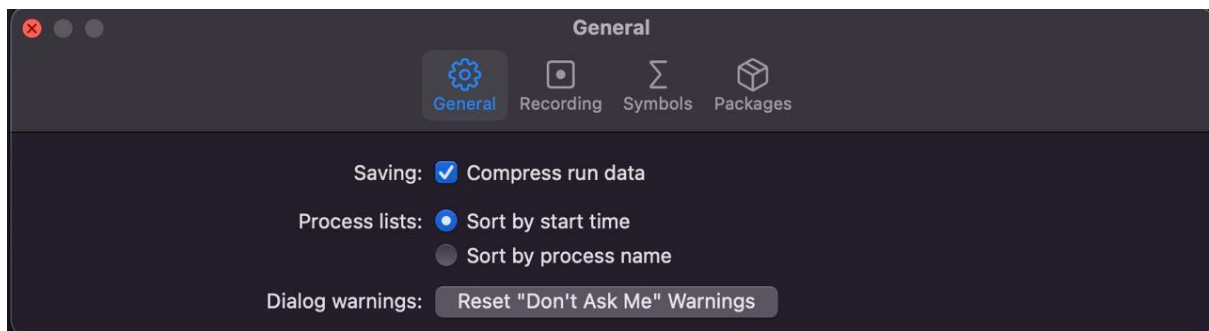 General
General Recording Symbols Packages
Saving: Compress run data
Process lists: Sort by start time
Sort by process name
Dialog warnings: Reset "Don't Ask Me" Warnings